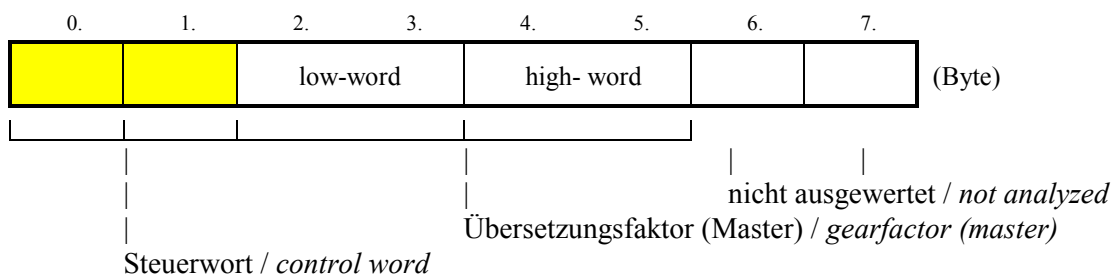 0. 1. 2. 3. 4. 5. 6. 7.
low-word high- word (Byte)
nicht ausgewertet / not analyzed
Übersetzungsfaktor (Master) / gearfactor (master)
Steuerwort / control word